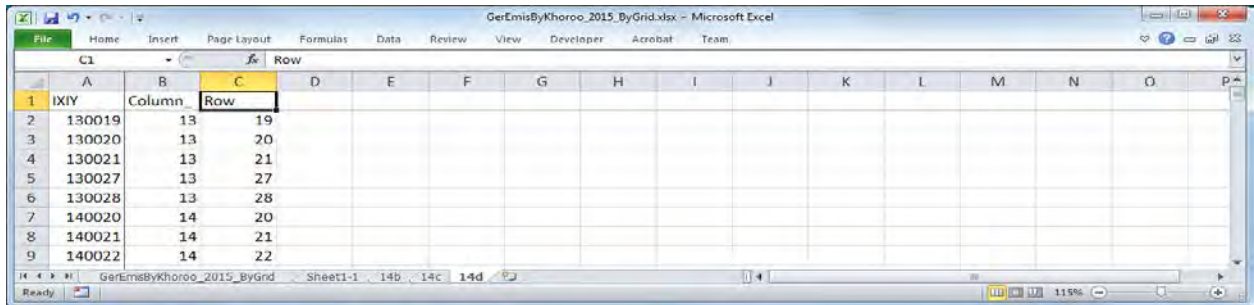 GerEmisByKhoroo_2015_ByGrid.xlsx - Microsoft Excel
File Home Insert Page Layout Formulas Data Review View Developer Acrobat Team
C1 fx Row
A B C D E F G H I J K L M N O P
1 IXIY Column_ Row
2 130019 13 19
3 130020 13 20
4 130021 13 21
5 130027 13 27
6 130028 13 28
7 140020 14 20
8 140021 14 21
9 140022 14 22
GerEmisByKhoroo_2015_ByGrid Sheet1-1 14b 14c 14d
Ready 115%